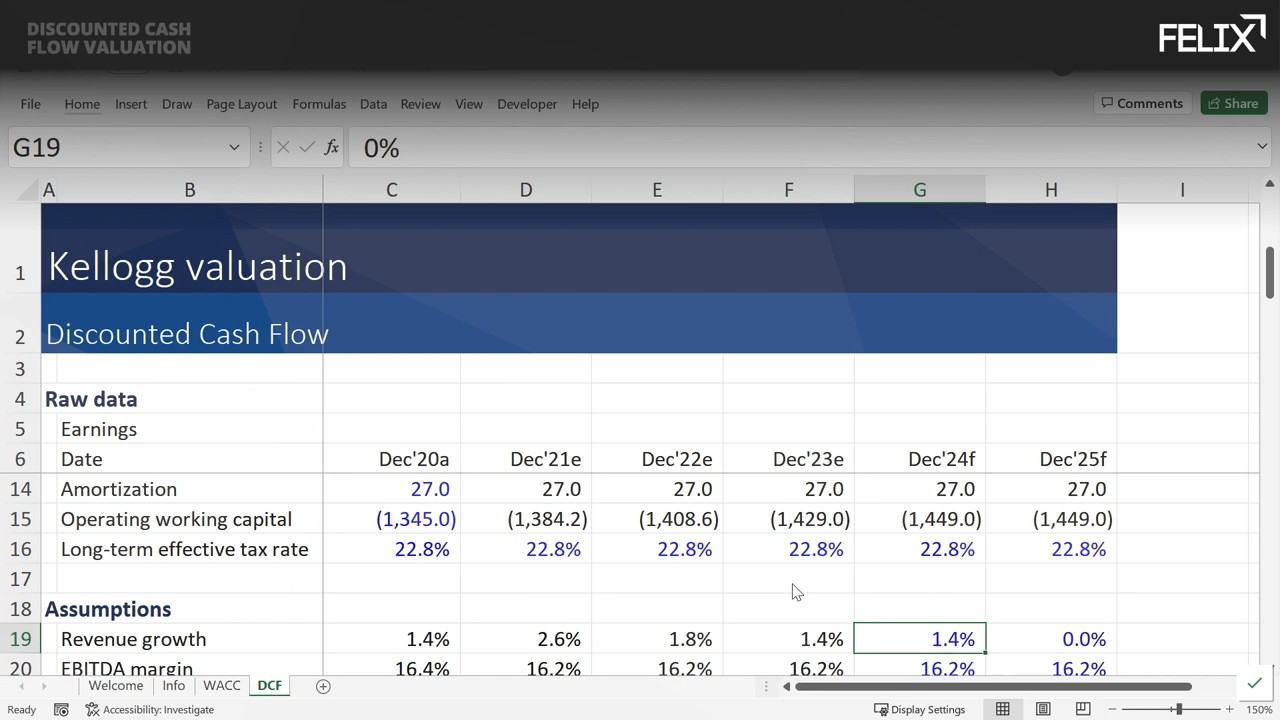 DISCOUNTED CASH
FLOW VALUATION
FELIX
File Home Insert Draw Page Layout Formulas Data Review View Developer Help Comments Share
G19 fx 0%
A B C D E F G H I
1 Kellogg valuation
2 Discounted Cash Flow
3
4 Raw data
5 Earnings
6 Date Dec'20a Dec'21e Dec'22e Dec'23e Dec'24f Dec'25f
14 Amortization 27.0 27.0 27.0 27.0 27.0 27.0
15 Operating working capital (1,345.0) (1,384.2) (1,408.6) (1,429.0) (1,449.0) (1,449.0)
16 Long-term effective tax rate 22.8% 22.8% 22.8% 22.8% 22.8% 22.8%
17
18 Assumptions
19 Revenue growth 1.4% 2.6% 1.8% 1.4% 1.4% 0.0%
20 EBITDA margin 16.4% 16.2% 16.2% 16.2% 16.2% 16.2%
Welcome Info WACC DCF
Ready Accessibility: Investigate Display Settings 150%